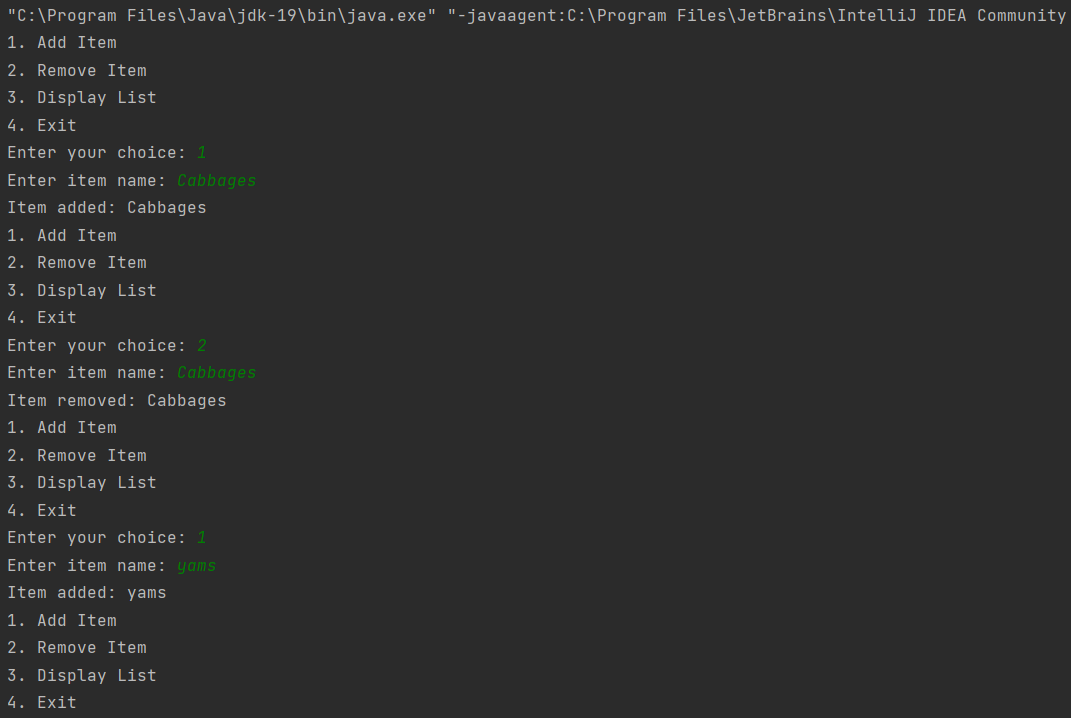 "C:\Program Files\Java\jdk-19\bin\java.exe" "-javaagent:C:\Program Files\JetBrains\IntelliJ IDEA Community
1. Add Item
2. Remove Item
3. Display List
4. Exit
Enter your choice: 1
Enter item name: Cabbages
Item added: Cabbages
1. Add Item
2. Remove Item
3. Display List
4. Exit
Enter your choice: 2
Enter item name: Cabbages
Item removed: Cabbages
1. Add Item
2. Remove Item
3. Display List
4. Exit
Enter your choice: 1
Enter item name: yams
Item added: yams
1. Add Item
2. Remove Item
3. Display List
4. Exit